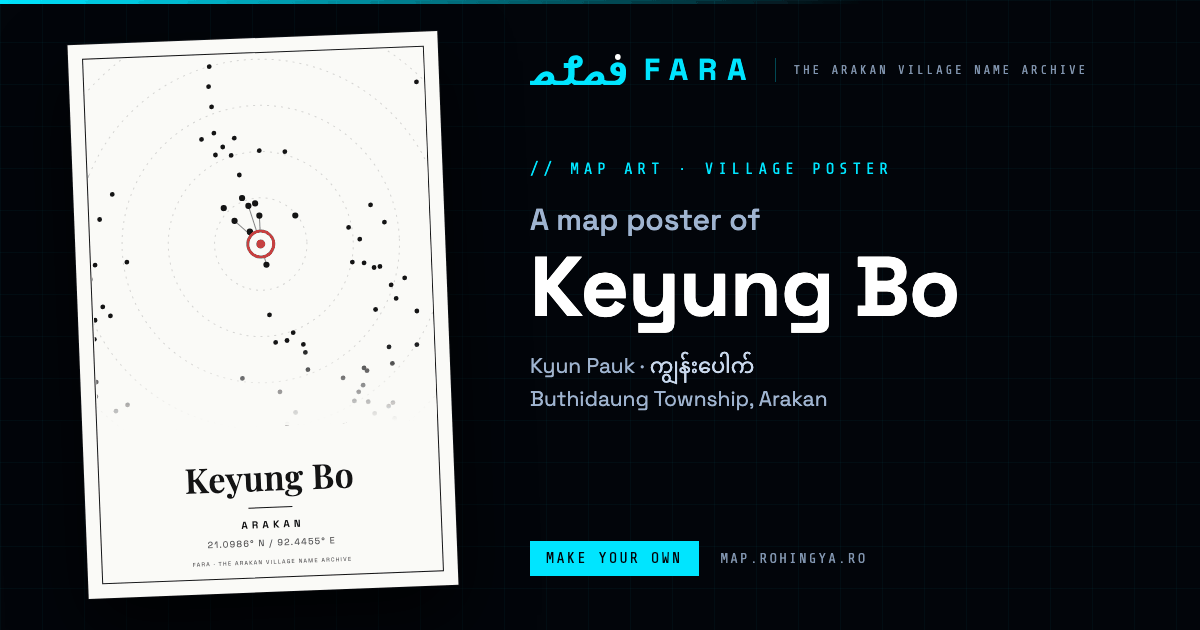 FARA
THE ARAKAN VILLAGE NAME ARCHIVE
// MAP ART · VILLAGE POSTER
A map poster of
Keyung Bo
Kyun Pauk · ကျွန်းပေါက်
Buthidaung Township, Arakan
MAKE YOUR OWN
MAP.ROHINGYA.RO
Keyung Bo
ARAKAN
21.0986° N / 92.4455° E
FARA · THE ARAKAN VILLAGE NAME ARCHIVE